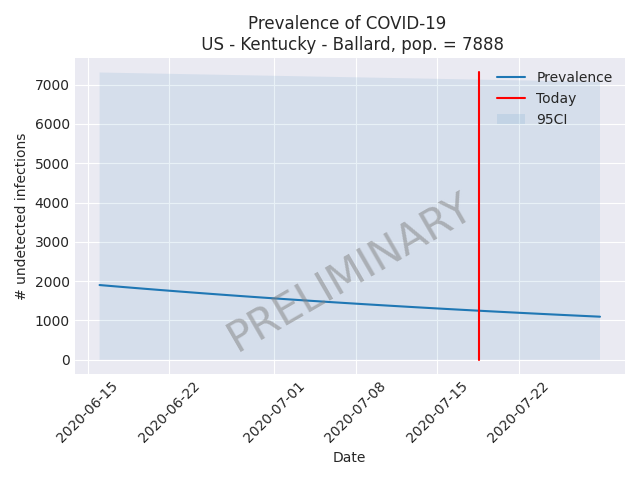 Prevalence of COVID-19
US - Kentucky - Ballard, pop. = 7888
7000
6000
5000
4000
3000
2000
1000
0
# undetected infections
Prevalence
Today
95CI
PRELIMINARY
2020-06-15
2020-06-22
2020-07-01
2020-07-08
2020-07-15
2020-07-22
Date